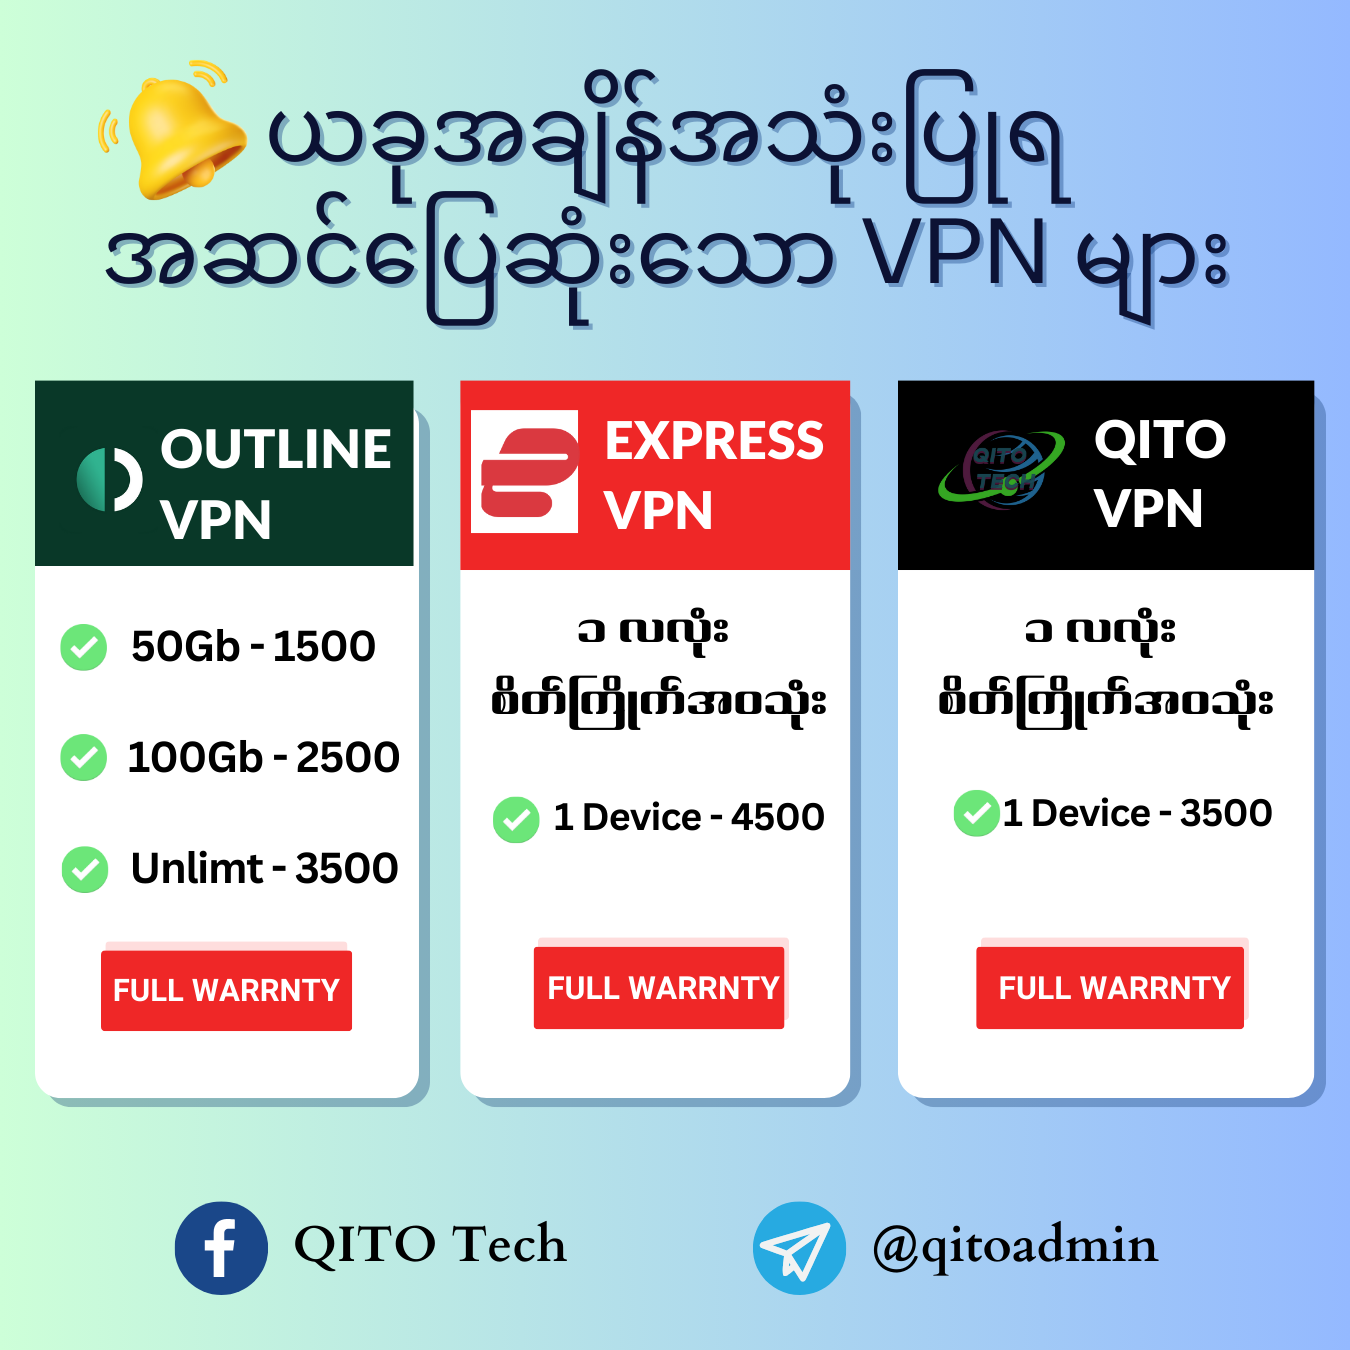 ယခုအချိန်အသုံးပြုရ
အဆင်ပြေဆုံးသော VPN များ
OUTLINE
VPN
50Gb - 1500
100Gb - 2500
Unlimt - 3500
FULL WARRNTY
EXPRESS
VPN
၁ လလုံး
စိတ်ကြိုက်အဝသုံး
1 Device - 4500
FULL WARRNTY
QITO
TECH
QITO
VPN
၁ လလုံး
စိတ်ကြိုက်အဝသုံး
1 Device - 3500
FULL WARRNTY
QITO Tech
@qitoadmin